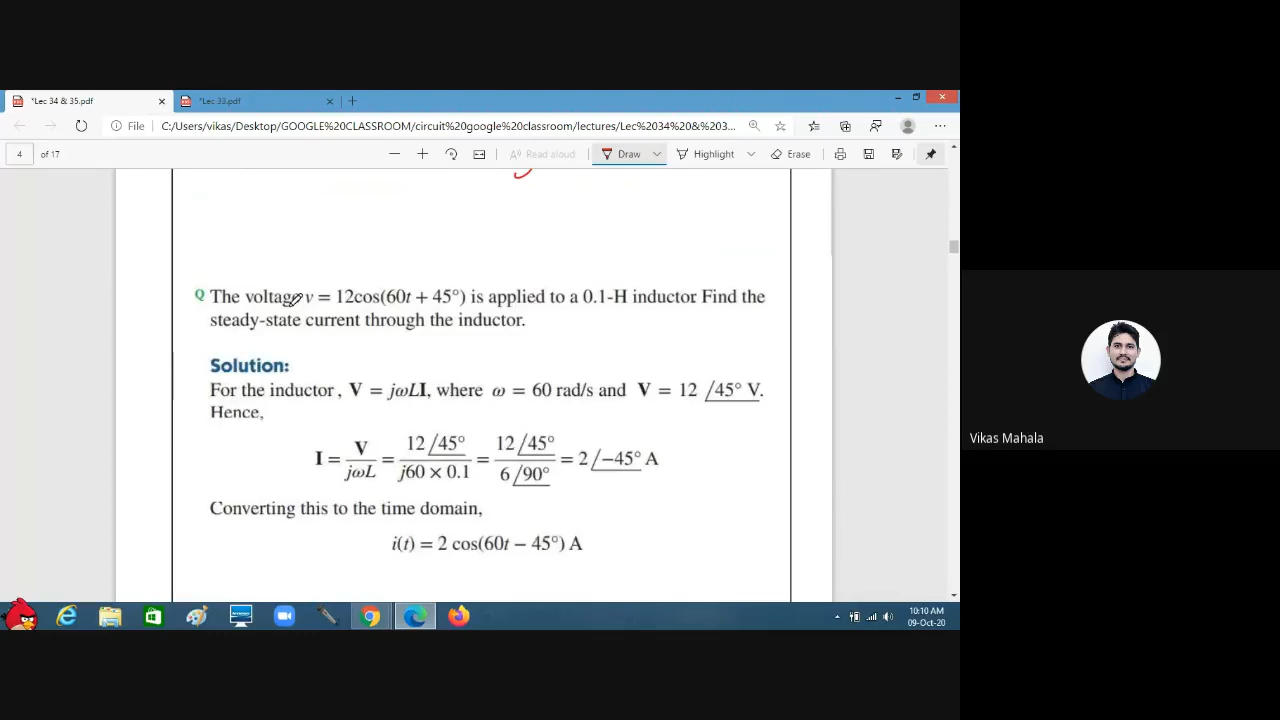 *Lec 34 & 35.pdf
*Lec 33.pdf
File C:/Users/vikas/Desktop/GOOGLE%20CLASSROOM/circuit%20google%20classroom/lectures/Lec%2034%20&%203...
4 of 17
Read aloud
Draw
Highlight
Erase
Q The voltage v = 12cos(60t + 45°) is applied to a 0.1-H inductor Find the
steady-state current through the inductor.
Solution:
For the inductor, V = jωLI, where ω = 60 rad/s and V = 12 /45° V.
Hence,
I = V/jωL = 12 /45° / j60 × 0.1 = 12 /45° / 6 /90° = 2 /−45° A
Converting this to the time domain,
i(t) = 2 cos(60t − 45°) A
Vikas Mahala
10:10 AM
09-Oct-20